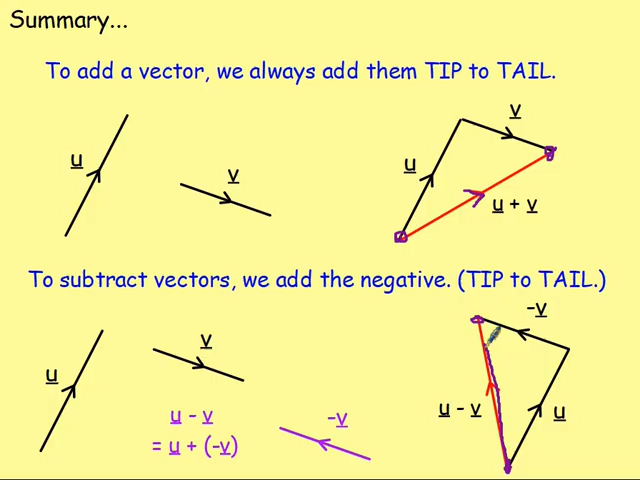 Summary...
To add a vector, we always add them TIP to TAIL.
u
v
u
v
u + v
To subtract vectors, we add the negative. (TIP to TAIL.)
u
v
u - v
= u + (-v)
-v
-v
u - v
u